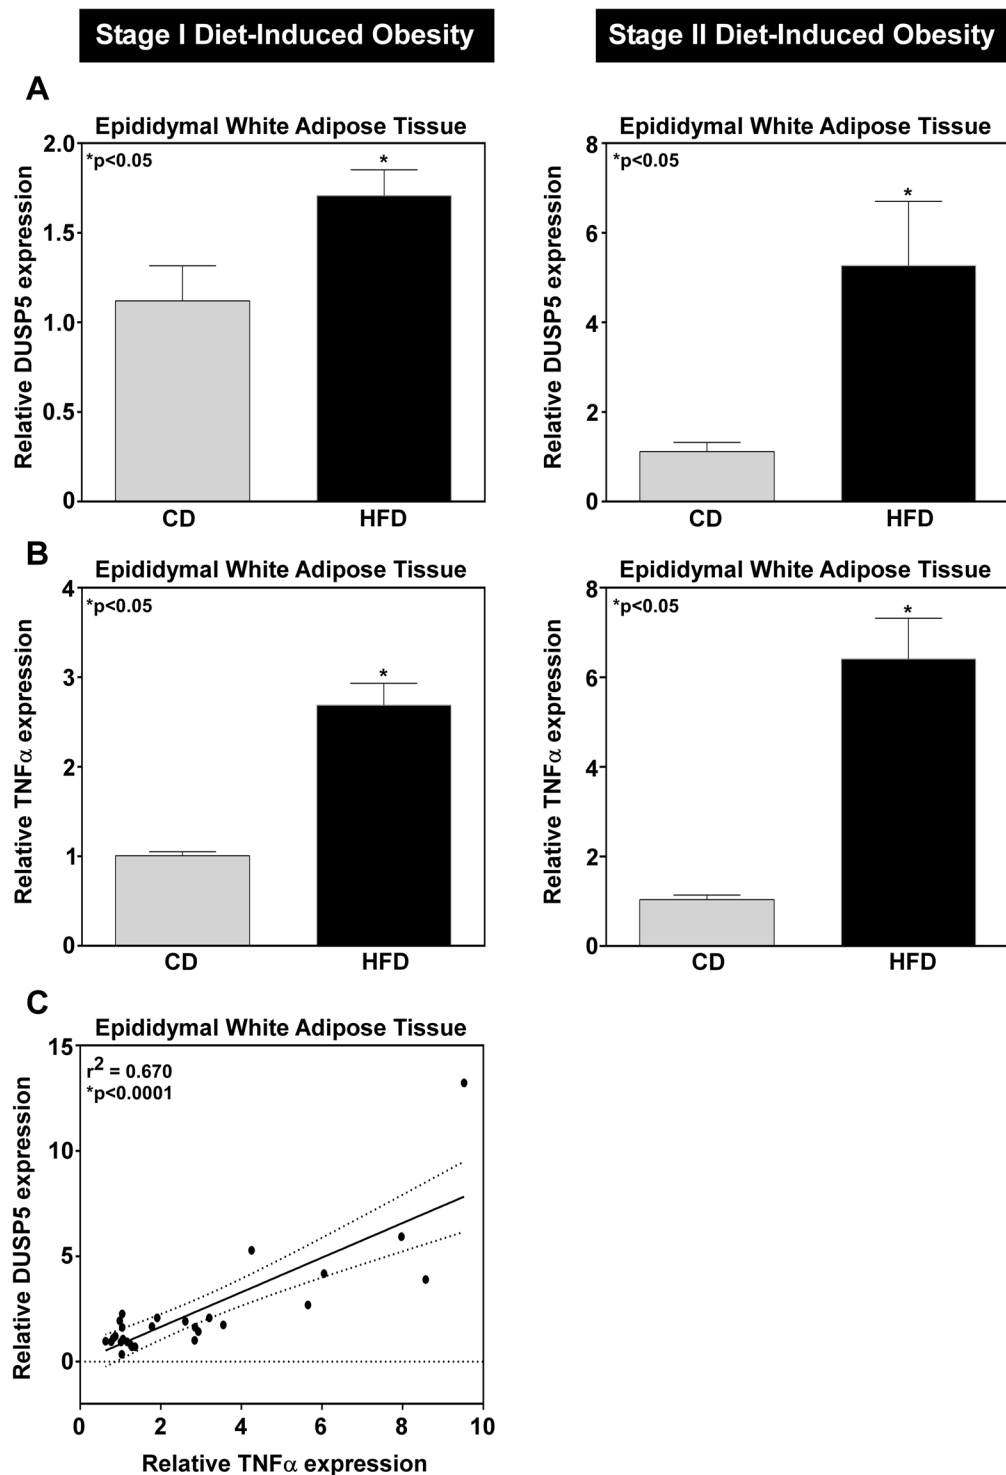 Stage I Diet-Induced Obesity
Stage II Diet-Induced Obesity
A
Epididymal White Adipose Tissue
*p<0.05
*
Relative DUSP5 expression
2.0
1.5
1.0
0.5
0
CD
HFD
Epididymal White Adipose Tissue
*p<0.05
*
Relative DUSP5 expression
8
6
4
2
0
CD
HFD
B
Epididymal White Adipose Tissue
*p<0.05
*
Relative TNFα expression
4
3
2
1
0
CD
HFD
Epididymal White Adipose Tissue
*p<0.05
*
Relative TNFα expression
8
6
4
2
0
CD
HFD
C
Epididymal White Adipose Tissue
r² = 0.670
*p<0.0001
Relative DUSP5 expression
15
10
5
0
0 2 4 6 8 10
Relative TNFα expression